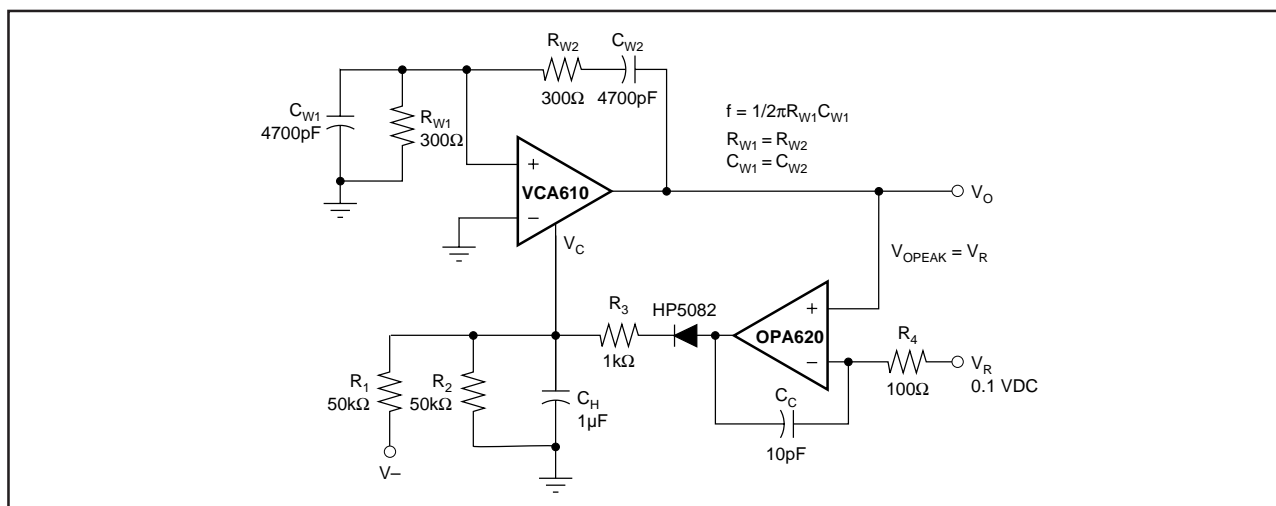 R_W2
300Ω
C_W2
4700pF
C_W1
4700pF
R_W1
300Ω
f = 1/2πR_W1C_W1
R_W1 = R_W2
C_W1 = C_W2
+
VCA610
–
V_O
V_C
V_OPEAK = V_R
R_3
1kΩ
HP5082
+
OPA620
–
R_4
100Ω
V_R
0.1 VDC
R_1
50kΩ
R_2
50kΩ
C_H
1µF
C_C
10pF
V–